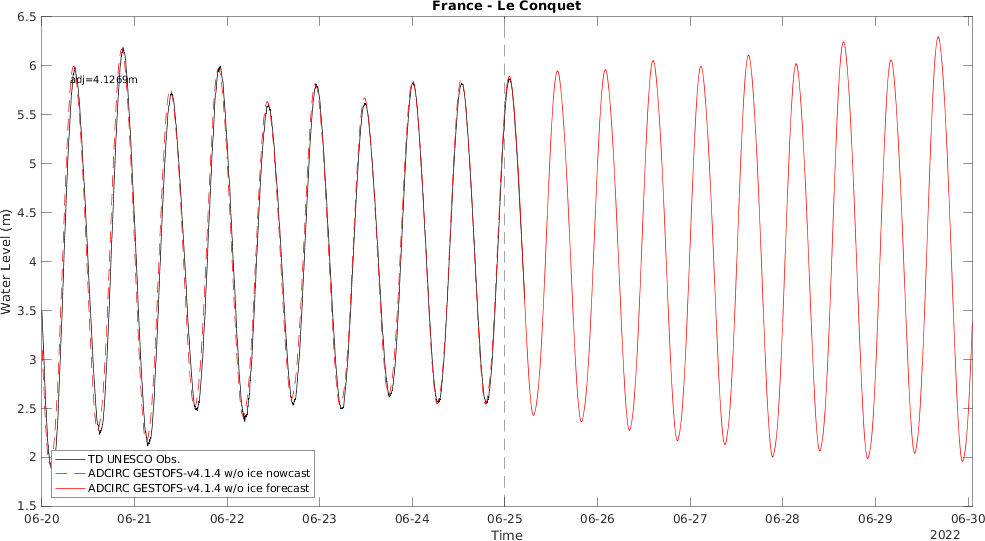 France - Le Conquet
6.5
6
5.5
5
4.5
4
3.5
3
2.5
2
1.5
Water Level (m)
adj=4.1269m
TD UNESCO Obs.
ADCIRC GESTOFS-v4.1.4 w/o ice nowcast
ADCIRC GESTOFS-v4.1.4 w/o ice forecast
06-20 06-21 06-22 06-23 06-24 06-25 06-26 06-27 06-28 06-29 06-30
Time
2022